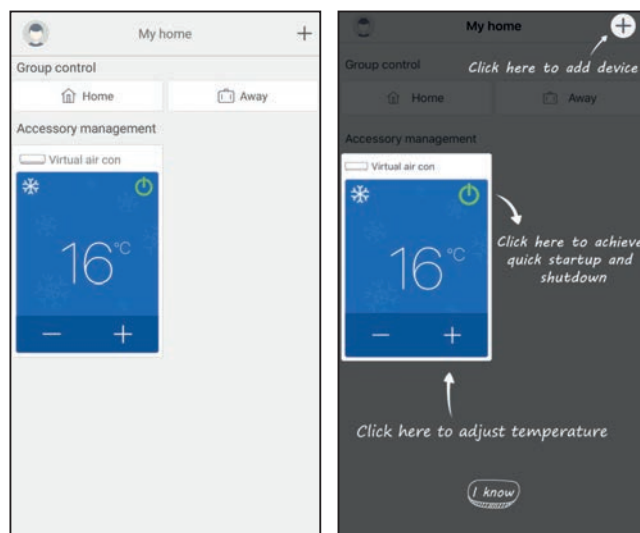 My home
+
Group control
Home
Away
Accessory management
Virtual air con
16°C
− +
My home
+
Click here to add device
Group control
Home
Away
Accessory management
Virtual air con
16°C
Click here to achieve
quick startup and
shutdown
− +
Click here to adjust temperature
I know